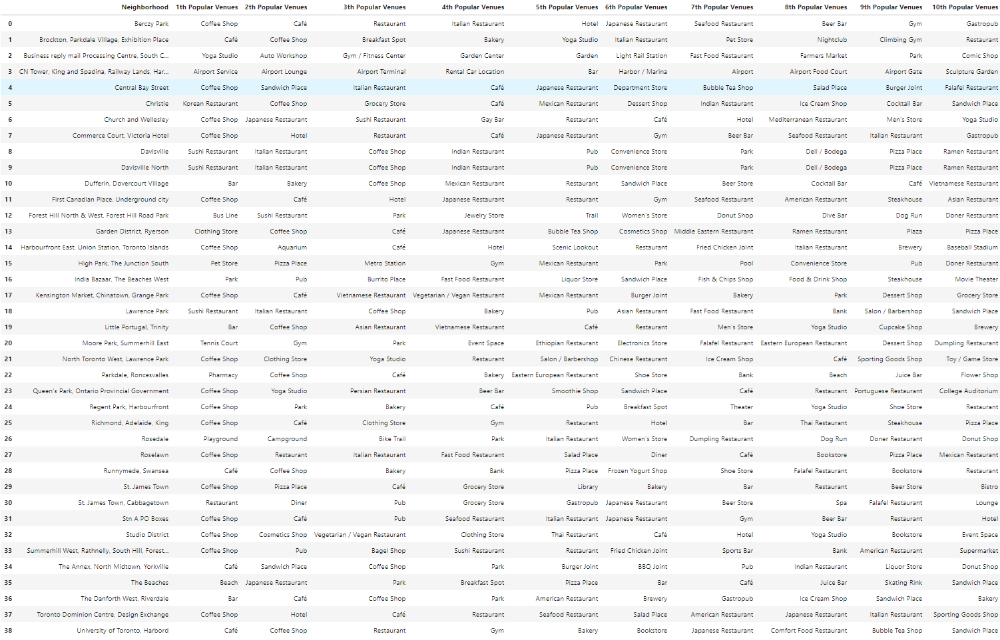 Neighborhood 1th Popular Venues 2th Popular Venues 3th Popular Venues 4th Popular Venues 5th Popular Venues 6th Popular Venues 7th Popular Venues 8th Popular Venues 9th Popular Venues 10th Popular Venues
0 Berczy Park Coffee Shop Café Restaurant Italian Restaurant Hotel Japanese Restaurant Seafood Restaurant Beer Bar Gym Gastropub
1 Brockton, Parkdale Village, Exhibition Place Café Coffee Shop Breakfast Spot Bakery Yoga Studio Italian Restaurant Pet Store Nightclub Climbing Gym Restaurant
2 Business reply mail Processing Centre, South C... Yoga Studio Auto Workshop Gym / Fitness Center Garden Center Garden Light Rail Station Fast Food Restaurant Farmers Market Park Comic Shop
3 CN Tower, King and Spadina, Railway Lands, Har... Airport Service Airport Lounge Airport Terminal Rental Car Location Bar Harbor / Marina Airport Airport Food Court Airport Gate Sculpture Garden
4 Central Bay Street Coffee Shop Sandwich Place Italian Restaurant Café Japanese Restaurant Department Store Bubble Tea Shop Salad Place Burger Joint Falafel Restaurant
5 Christie Korean Restaurant Coffee Shop Grocery Store Café Mexican Restaurant Dessert Shop Indian Restaurant Ice Cream Shop Cocktail Bar Sandwich Place
6 Church and Wellesley Coffee Shop Japanese Restaurant Sushi Restaurant Gay Bar Restaurant Café Hotel Mediterranean Restaurant Men's Store Yoga Studio
7 Commerce Court, Victoria Hotel Coffee Shop Hotel Restaurant Café Japanese Restaurant Gym Beer Bar Seafood Restaurant Italian Restaurant Gastropub
8 Davisville Sushi Restaurant Italian Restaurant Coffee Shop Indian Restaurant Pub Convenience Store Park Deli / Bodega Pizza Place Ramen Restaurant
9 Davisville North Sushi Restaurant Italian Restaurant Coffee Shop Indian Restaurant Pub Convenience Store Park Deli / Bodega Pizza Place Ramen Restaurant
10 Dufferin, Dovercourt Village Bar Bakery Coffee Shop Mexican Restaurant Restaurant Sandwich Place Beer Store Cocktail Bar Café Vietnamese Restaurant
11 First Canadian Place, Underground city Coffee Shop Café Hotel Japanese Restaurant Restaurant Gym Seafood Restaurant American Restaurant Steakhouse Asian Restaurant
12 Forest Hill North & West, Forest Hill Road Park Bus Line Sushi Restaurant Park Jewelry Store Trail Women's Store Donut Shop Dive Bar Dog Run Doner Restaurant
13 Garden District, Ryerson Clothing Store Coffee Shop Café Japanese Restaurant Bubble Tea Shop Cosmetics Shop Middle Eastern Restaurant Ramen Restaurant Plaza Pizza Place
14 Harbourfront East, Union Station, Toronto Islands Coffee Shop Aquarium Café Hotel Scenic Lookout Restaurant Fried Chicken Joint Italian Restaurant Brewery Baseball Stadium
15 High Park, The Junction South Pet Store Pizza Place Metro Station Gym Mexican Restaurant Park Pool Convenience Store Pub Doner Restaurant
16 India Bazaar, The Beaches West Park Pub Burrito Place Fast Food Restaurant Liquor Store Sandwich Place Fish & Chips Shop Food & Drink Shop Steakhouse Movie Theater
17 Kensington Market, Chinatown, Grange Park Coffee Shop Café Vietnamese Restaurant Vegetarian / Vegan Restaurant Mexican Restaurant Burger Joint Bakery Park Dessert Shop Grocery Store
18 Lawrence Park Sushi Restaurant Italian Restaurant Coffee Shop Bakery Pub Asian Restaurant Fast Food Restaurant Bank Salon / Barbershop Sandwich Place
19 Little Portugal, Trinity Bar Coffee Shop Asian Restaurant Vietnamese Restaurant Café Restaurant Men's Store Yoga Studio Cupcake Shop Brewery
20 Moore Park, Summerhill East Tennis Court Gym Park Event Space Ethiopian Restaurant Electronics Store Falafel Restaurant Eastern European Restaurant Dessert Shop Dumpling Restaurant
21 North Toronto West, Lawrence Park Coffee Shop Clothing Store Yoga Studio Restaurant Salon / Barbershop Chinese Restaurant Ice Cream Shop Café Sporting Goods Shop Toy / Game Store
22 Parkdale, Roncesvalles Pharmacy Coffee Shop Café Bakery Eastern European Restaurant Shoe Store Bank Beach Juice Bar Flower Shop
23 Queen's Park, Ontario Provincial Government Coffee Shop Yoga Studio Persian Restaurant Beer Bar Smoothie Shop Sandwich Place Café Restaurant Portuguese Restaurant College Auditorium
24 Regent Park, Harbourfront Coffee Shop Park Bakery Café Pub Breakfast Spot Theater Yoga Studio Shoe Store Restaurant
25 Richmond, Adelaide, King Coffee Shop Café Clothing Store Gym Restaurant Hotel Bar Thai Restaurant Steakhouse Pizza Place
26 Rosedale Playground Campground Bike Trail Park Italian Restaurant Women's Store Dumpling Restaurant Dog Run Doner Restaurant Donut Shop
27 Roselawn Coffee Shop Restaurant Italian Restaurant Fast Food Restaurant Salad Place Diner Café Bookstore Pizza Place Mexican Restaurant
28 Runnymede, Swansea Café Coffee Shop Bakery Bank Pizza Place Frozen Yogurt Shop Shoe Store Falafel Restaurant Bookstore Restaurant
29 St. James Town Coffee Shop Pizza Place Café Grocery Store Library Bakery Bar Restaurant Beer Store Bistro
30 St. James Town, Cabbagetown Restaurant Diner Pub Grocery Store Gastropub Japanese Restaurant Beer Store Spa Falafel Restaurant Lounge
31 Stn A PO Boxes Coffee Shop Café Pub Seafood Restaurant Italian Restaurant Japanese Restaurant Gym Beer Bar Restaurant Hotel
32 Studio District Coffee Shop Cosmetics Shop Vegetarian / Vegan Restaurant Clothing Store Thai Restaurant Café Hotel Yoga Studio Bookstore Event Space
33 Summerhill West, Rathnelly, South Hill, Forest... Coffee Shop Pub Bagel Shop Sushi Restaurant Restaurant Fried Chicken Joint Sports Bar Bank American Restaurant Supermarket
34 The Annex, North Midtown, Yorkville Café Sandwich Place Coffee Shop Park Burger Joint BBQ Joint Pub Indian Restaurant Liquor Store Donut Shop
35 The Beaches Beach Japanese Restaurant Park Breakfast Spot Pizza Place Bar Café Juice Bar Skating Rink Sandwich Place
36 The Danforth West, Riverdale Bar Café Coffee Shop Park American Restaurant Brewery Gastropub Ice Cream Shop Sandwich Place Bakery
37 Toronto Dominion Centre, Design Exchange Coffee Shop Hotel Café Restaurant Seafood Restaurant Salad Place American Restaurant Japanese Restaurant Italian Restaurant Sporting Goods Shop
38 University of Toronto, Harbord Café Coffee Shop Restaurant Gym Bakery Bookstore Japanese Restaurant Comfort Food Restaurant Bubble Tea Shop Sandwich Place